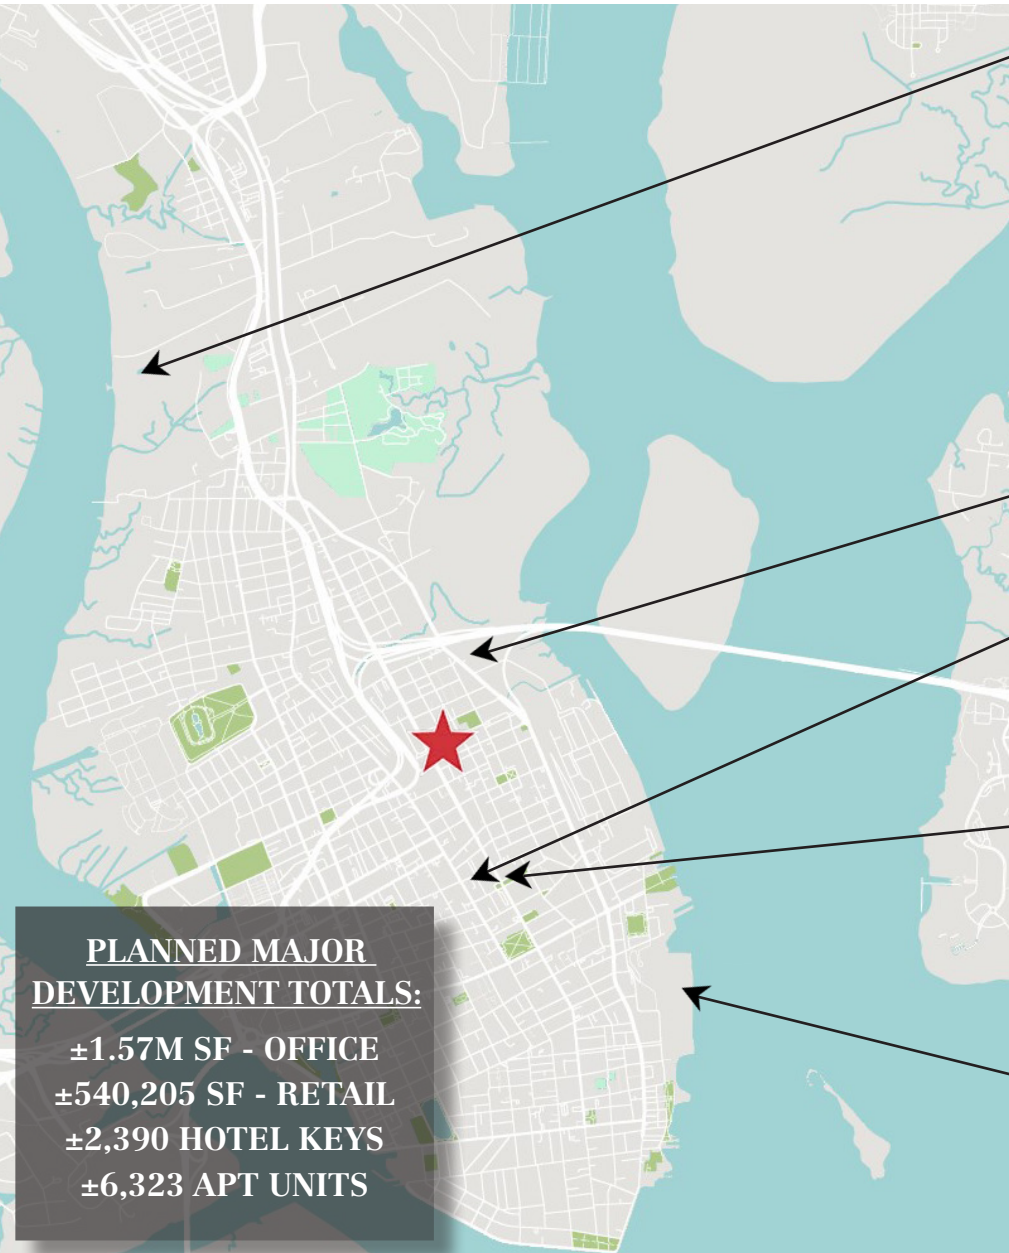 PLANNED MAJOR
DEVELOPMENT TOTALS:
±1.57M SF - OFFICE
±540,205 SF - RETAIL
±2,390 HOTEL KEYS
±6,323 APT UNITS